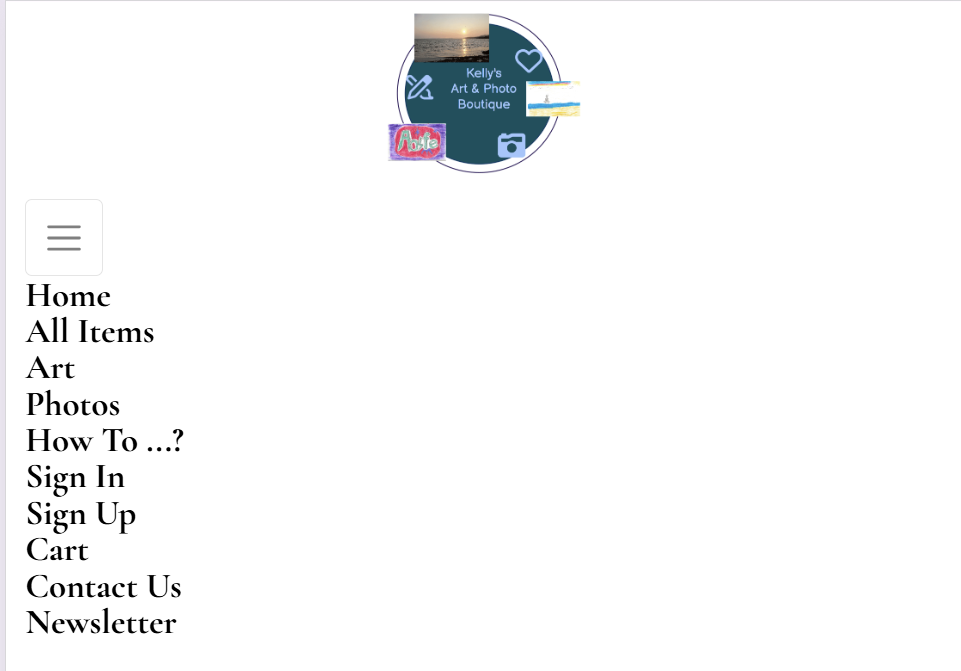 Kelly's
Art & Photo
Boutique
Home
All Items
Art
Photos
How To ...?
Sign In
Sign Up
Cart
Contact Us
Newsletter